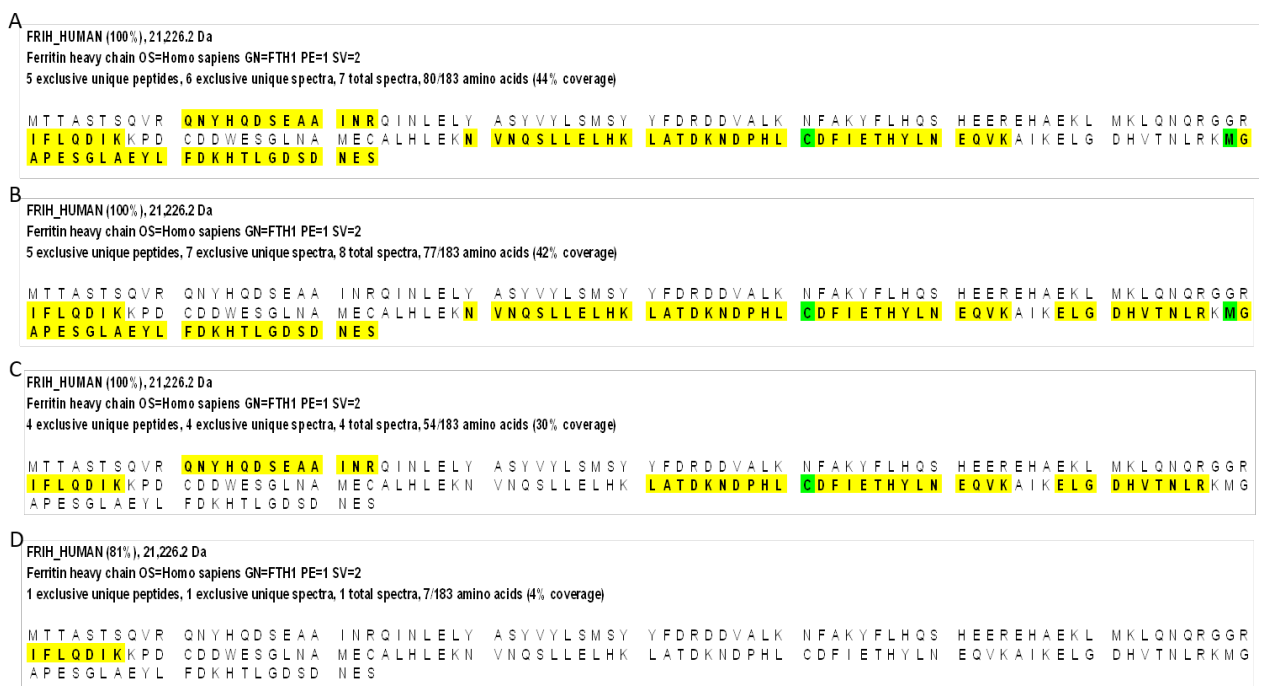 A
FRIH_HUMAN (100%), 21,226.2 Da
Ferritin heavy chain OS=Homo sapiens GN=FTH1 PE=1 SV=2
5 exclusive unique peptides, 6 exclusive unique spectra, 7 total spectra, 80/183 amino acids (44% coverage)
MTTASTSQVR QNYHQDSEAA INRQINLELY ASYVYLSMSY YFDRDDVALK NFAKYFLHQS HEEREHAEKL MKLQNQRGGR
IFLQDIKKPD CDDWESGLNA MECALHLEKN VNQSLLELHK LATDKNDPHL CDFIETHYLN EQVKAIKELG DHVTNLRKMG
APESGLAEYL FDKHTLGDSD NES
B
FRIH_HUMAN (100%), 21,226.2 Da
Ferritin heavy chain OS=Homo sapiens GN=FTH1 PE=1 SV=2
5 exclusive unique peptides, 7 exclusive unique spectra, 8 total spectra, 77/183 amino acids (42% coverage)
MTTASTSQVR QNYHQDSEAA INRQINLELY ASYVYLSMSY YFDRDDVALK NFAKYFLHQS HEEREHAEKL MKLQNQRGGR
IFLQDIKKPD CDDWESGLNA MECALHLEKN VNQSLLELHK LATDKNDPHL CDFIETHYLN EQVKAIKELG DHVTNLRKMG
APESGLAEYL FDKHTLGDSD NES
C
FRIH_HUMAN (100%), 21,226.2 Da
Ferritin heavy chain OS=Homo sapiens GN=FTH1 PE=1 SV=2
4 exclusive unique peptides, 4 exclusive unique spectra, 4 total spectra, 54/183 amino acids (30% coverage)
MTTASTSQVR QNYHQDSEAA INRQINLELY ASYVYLSMSY YFDRDDVALK NFAKYFLHQS HEEREHAEKL MKLQNQRGGR
IFLQDIKKPD CDDWESGLNA MECALHLEKN VNQSLLELHK LATDKNDPHL CDFIETHYLN EQVKAIKELG DHVTNLRKMG
APESGLAEYL FDKHTLGDSD NES
D
FRIH_HUMAN (81%), 21,226.2 Da
Ferritin heavy chain OS=Homo sapiens GN=FTH1 PE=1 SV=2
1 exclusive unique peptides, 1 exclusive unique spectra, 1 total spectra, 7/183 amino acids (4% coverage)
MTTASTSQVR QNYHQDSEAA INRQINLELY ASYVYLSMSY YFDRDDVALK NFAKYFLHQS HEEREHAEKL MKLQNQRGGR
IFLQDIKKPD CDDWESGLNA MECALHLEKN VNQSLLELHK LATDKNDPHL CDFIETHYLN EQVKAIKELG DHVTNLRKMG
APESGLAEYL FDKHTLGDSD NES